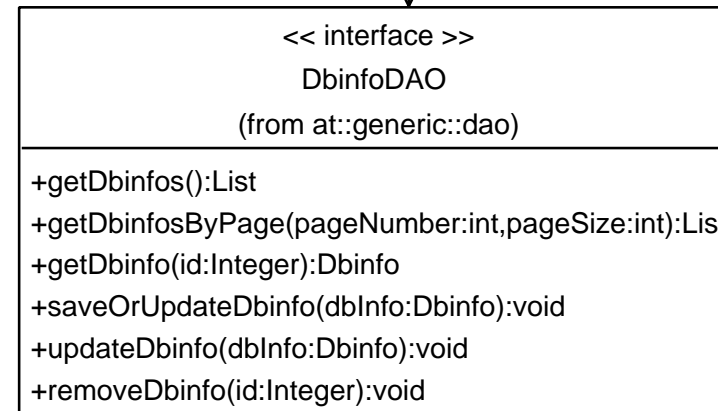 << interface >>
DbinfoDAO
(from at::generic::dao)
+getDbinfos():List
+getDbinfosByPage(pageNumber:int,pageSize:int):Lis
+getDbinfo(id:Integer):Dbinfo
+saveOrUpdateDbinfo(dbInfo:Dbinfo):void
+updateDbinfo(dbInfo:Dbinfo):void
+removeDbinfo(id:Integer):void